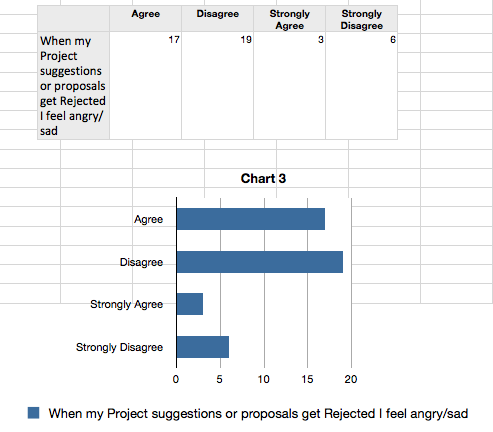 Agree Disagree Strongly Agree Strongly Disagree
When my
Project
suggestions
or proposals
get Rejected
I feel angry/
sad
17 19 3 6
Chart 3
Agree
Disagree
Strongly Agree
Strongly Disagree
0 5 10 15 20
When my Project suggestions or proposals get Rejected I feel angry/sad